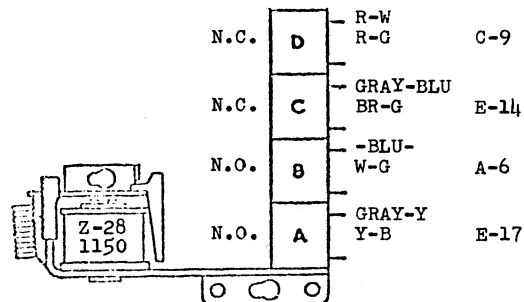 R-W
N.C. D R-G C-9
GRAY-BLU
N.C. C BR-G E-14
-BLU-
N.O. B W-G A-6
GRAY-Y
Z-28 N.O. A Y-B E-17
1150